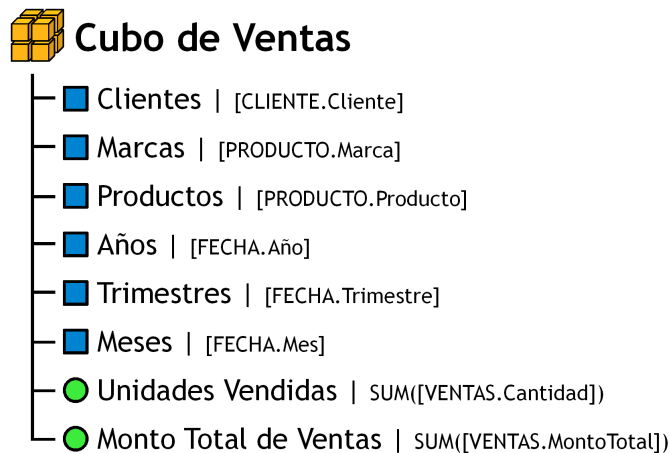 Cubo de Ventas
Clientes | [CLIENTE.Cliente]
Marcas | [PRODUCTO.Marca]
Productos | [PRODUCTO.Producto]
Años | [FECHA.Año]
Trimestres | [FECHA.Trimestre]
Meses | [FECHA.Mes]
Unidades Vendidas | SUM([VENTAS.Cantidad])
Monto Total de Ventas | SUM([VENTAS.MontoTotal])